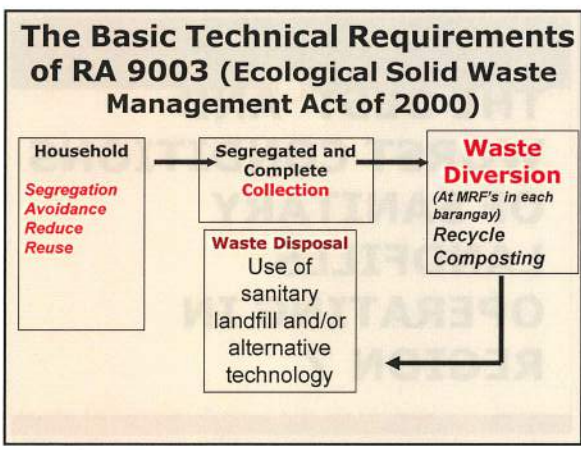 The Basic Technical Requirements
of RA 9003 (Ecological Solid Waste
Management Act of 2000)
Household
Segregation
Avoidance
Reduce
Reuse
Segregated and
Complete
Collection
Waste
Diversion
(At MRF's in each
barangay)
Recycle
Composting
Waste Disposal
Use of
sanitary
landfill and/or
alternative
technology